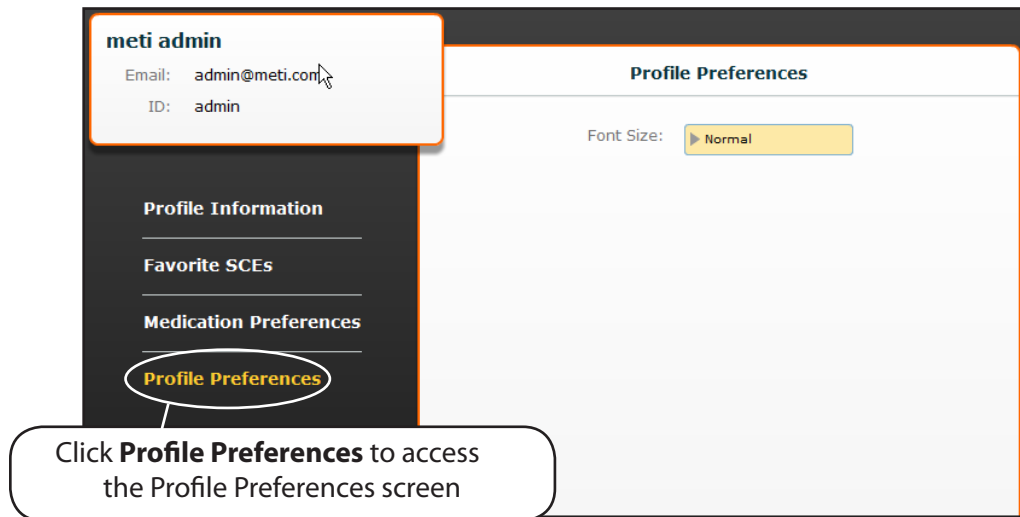 meti admin
Email: admin@meti.com
ID: admin
Profile Preferences
Font Size: Normal
Profile Information
Favorite SCEs
Medication Preferences
Profile Preferences
Click Profile Preferences to access
the Profile Preferences screen